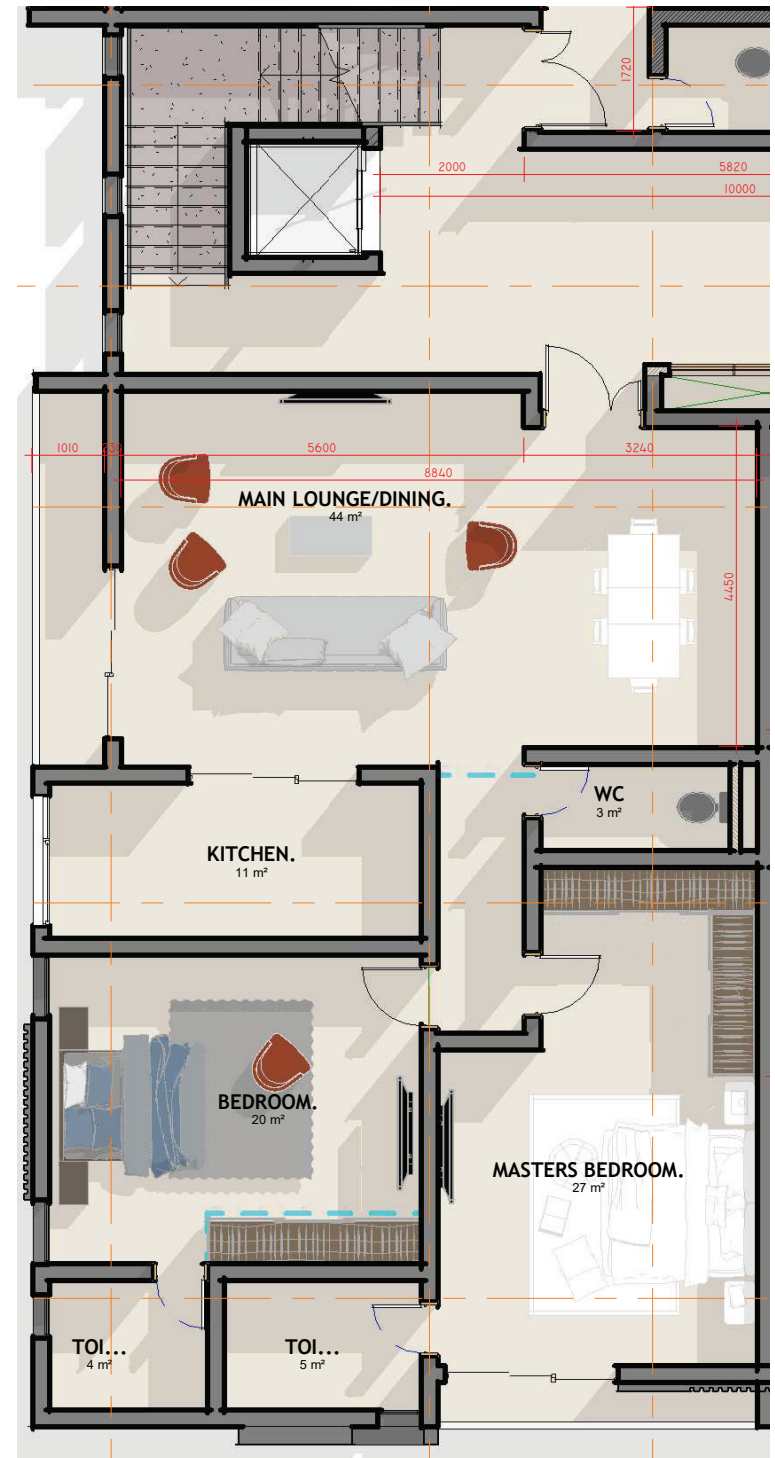 1720
2000
5820
10000
1010
230
5600
3240
8840
MAIN LOUNGE/DINING.
44 m²
4450
WC
3 m²
KITCHEN.
11 m²
BEDROOM.
20 m²
MASTERS BEDROOM.
27 m²
TOI...
4 m²
TOI...
5 m²